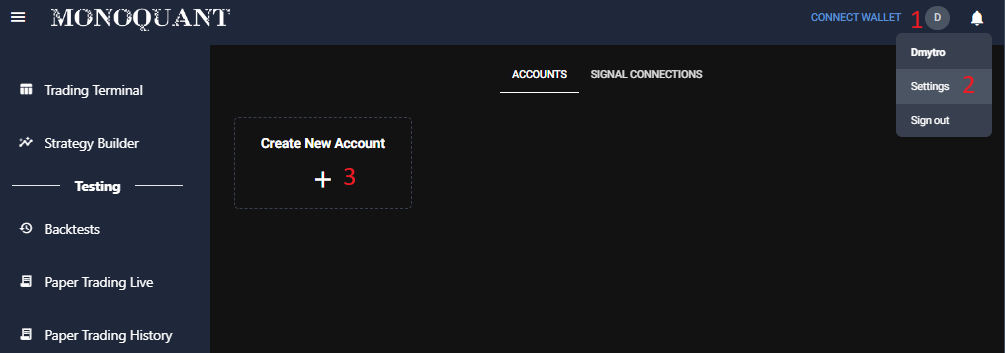 MONOQUANT
CONNECT WALLET 1 D
Dmytro
Settings 2
Sign out
ACCOUNTS SIGNAL CONNECTIONS
Create New Account
+ 3
Trading Terminal
Strategy Builder
Testing
Backtests
Paper Trading Live
Paper Trading History